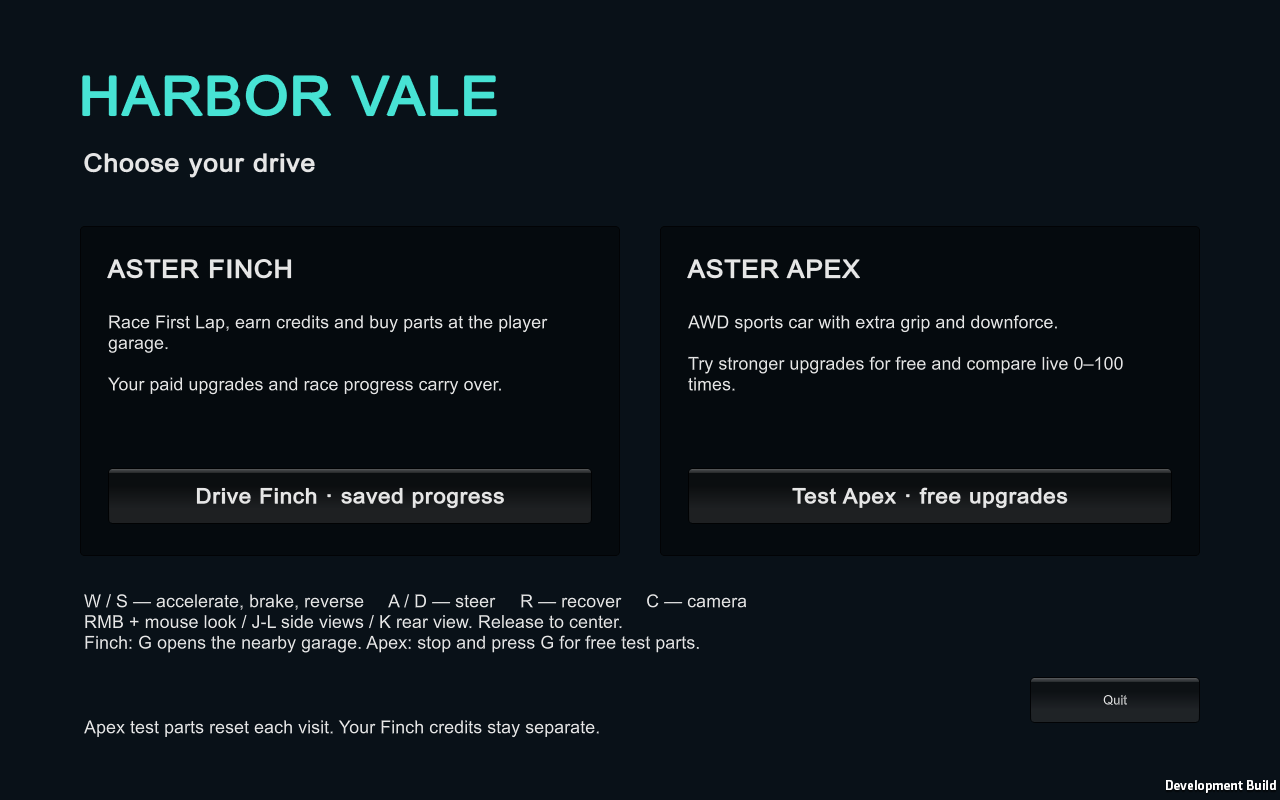 HARBOR VALE
Choose your drive
ASTER FINCH
Race First Lap, earn credits and buy parts at the player
garage.
Your paid upgrades and race progress carry over.
Drive Finch · saved progress
ASTER APEX
AWD sports car with extra grip and downforce.
Try stronger upgrades for free and compare live 0–100
times.
Test Apex · free upgrades
W / S — accelerate, brake, reverse A / D — steer R — recover C — camera
RMB + mouse look / J-L side views / K rear view. Release to center.
Finch: G opens the nearby garage. Apex: stop and press G for free test parts.
Quit
Apex test parts reset each visit. Your Finch credits stay separate.
Development Build